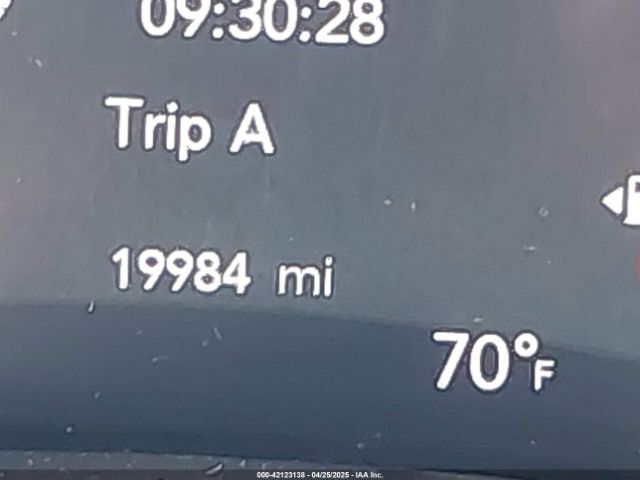 09:30:28
Trip A
19984 mi
70°F
000-42123138 - 04/25/2025 - IAA Inc.